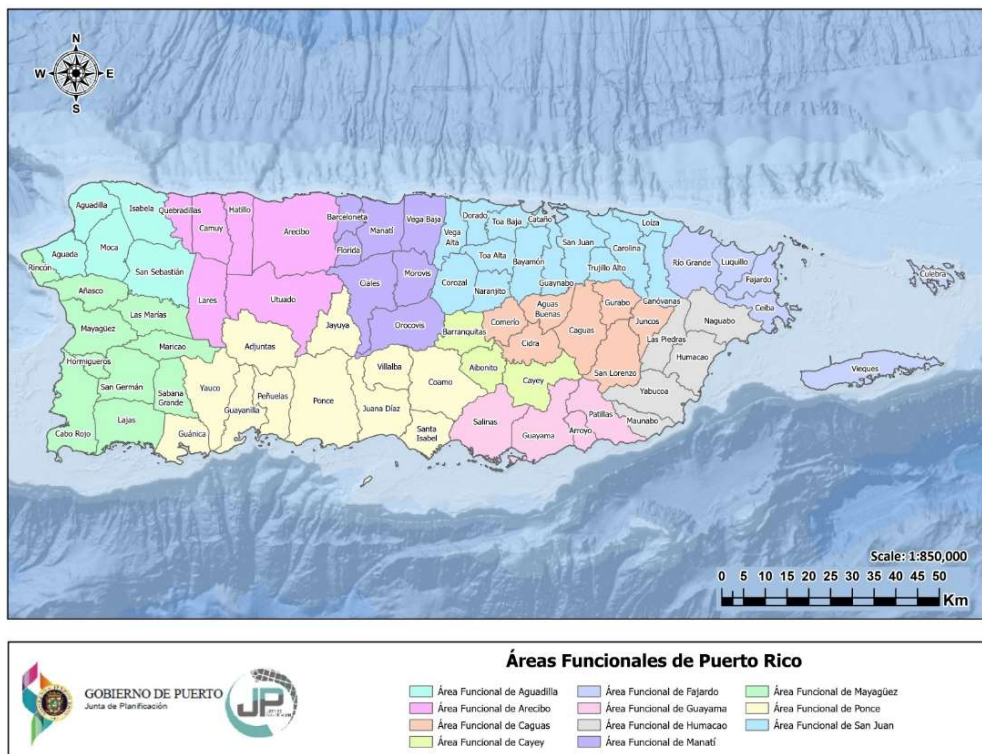 N
W E
S
Aguadilla
Isabela
Quebradillas
Camuy
Hatillo
Arecibo
Barceloneta
Manatí
Vega Baja
Vega
Alta
Dorado
Toa Baja
Cataño
San Juan
Carolina
Loíza
Moca
Aguada
Rincón
San Sebastián
Florida
Ciales
Morovis
Corozal
Toa Alta
Naranjito
Bayamón
Guaynabo
Trujillo Alto
Canóvanas
Río Grande
Luquillo
Fajardo
Ceiba
Culebra
Añasco
Las Marías
Mayagüez
Maricao
Lares
Utuado
Adjuntas
Jayuya
Orocovis
Barranquitas
Comerío
Aguas
Buenas
Cidra
Caguas
Gurabo
Juncos
San Lorenzo
Las Piedras
Naguabo
Humacao
Yabucoa
Maunabo
Vieques
Hormigueros
San Germán
Sabana
Grande
Cabo Rojo
Lajas
Guánica
Yauco
Guayanilla
Peñuelas
Ponce
Villalba
Juana Díaz
Coamo
Santa
Isabel
Aibonito
Cayey
Salinas
Guayama
Arroyo
Patillas
Scale: 1:850,000
0 5 10 15 20 25 30 35 40 45 50
Km
Áreas Funcionales de Puerto Rico
GOBIERNO DE PUERTO
Junta de Planificación
JP
Área Funcional de Aguadilla
Área Funcional de Arecibo
Área Funcional de Caguas
Área Funcional de Cayey
Área Funcional de Fajardo
Área Funcional de Guayama
Área Funcional de Humacao
Área Funcional de Manatí
Área Funcional de Mayagüez
Área Funcional de Ponce
Área Funcional de San Juan